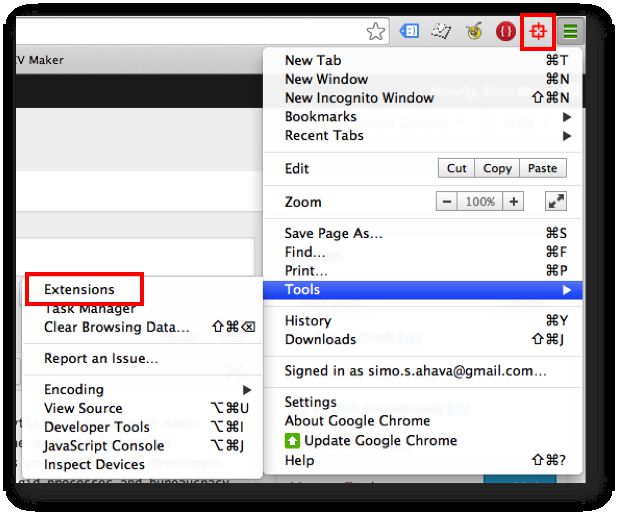 CV Maker
New Tab ⌘T
New Window ⌘N
New Incognito Window ⇧⌘N
Bookmarks ▶
Recent Tabs ▶
Edit Cut Copy Paste
Zoom − 100% +
Save Page As... ⌘S
Find... ⌘F
Print... ⌘P
Tools ▶
History ⌘Y
Downloads ⇧⌘J
Signed in as simo.s.ahava@gmail.com...
Settings
About Google Chrome
Update Google Chrome
Help ⇧⌘?
Extensions
Task Manager
Clear Browsing Data... ⇧⌘⌫
Report an Issue...
Encoding ▶
View Source ⌥⌘U
Developer Tools ⌥⌘I
JavaScript Console ⌥⌘J
Inspect Devices